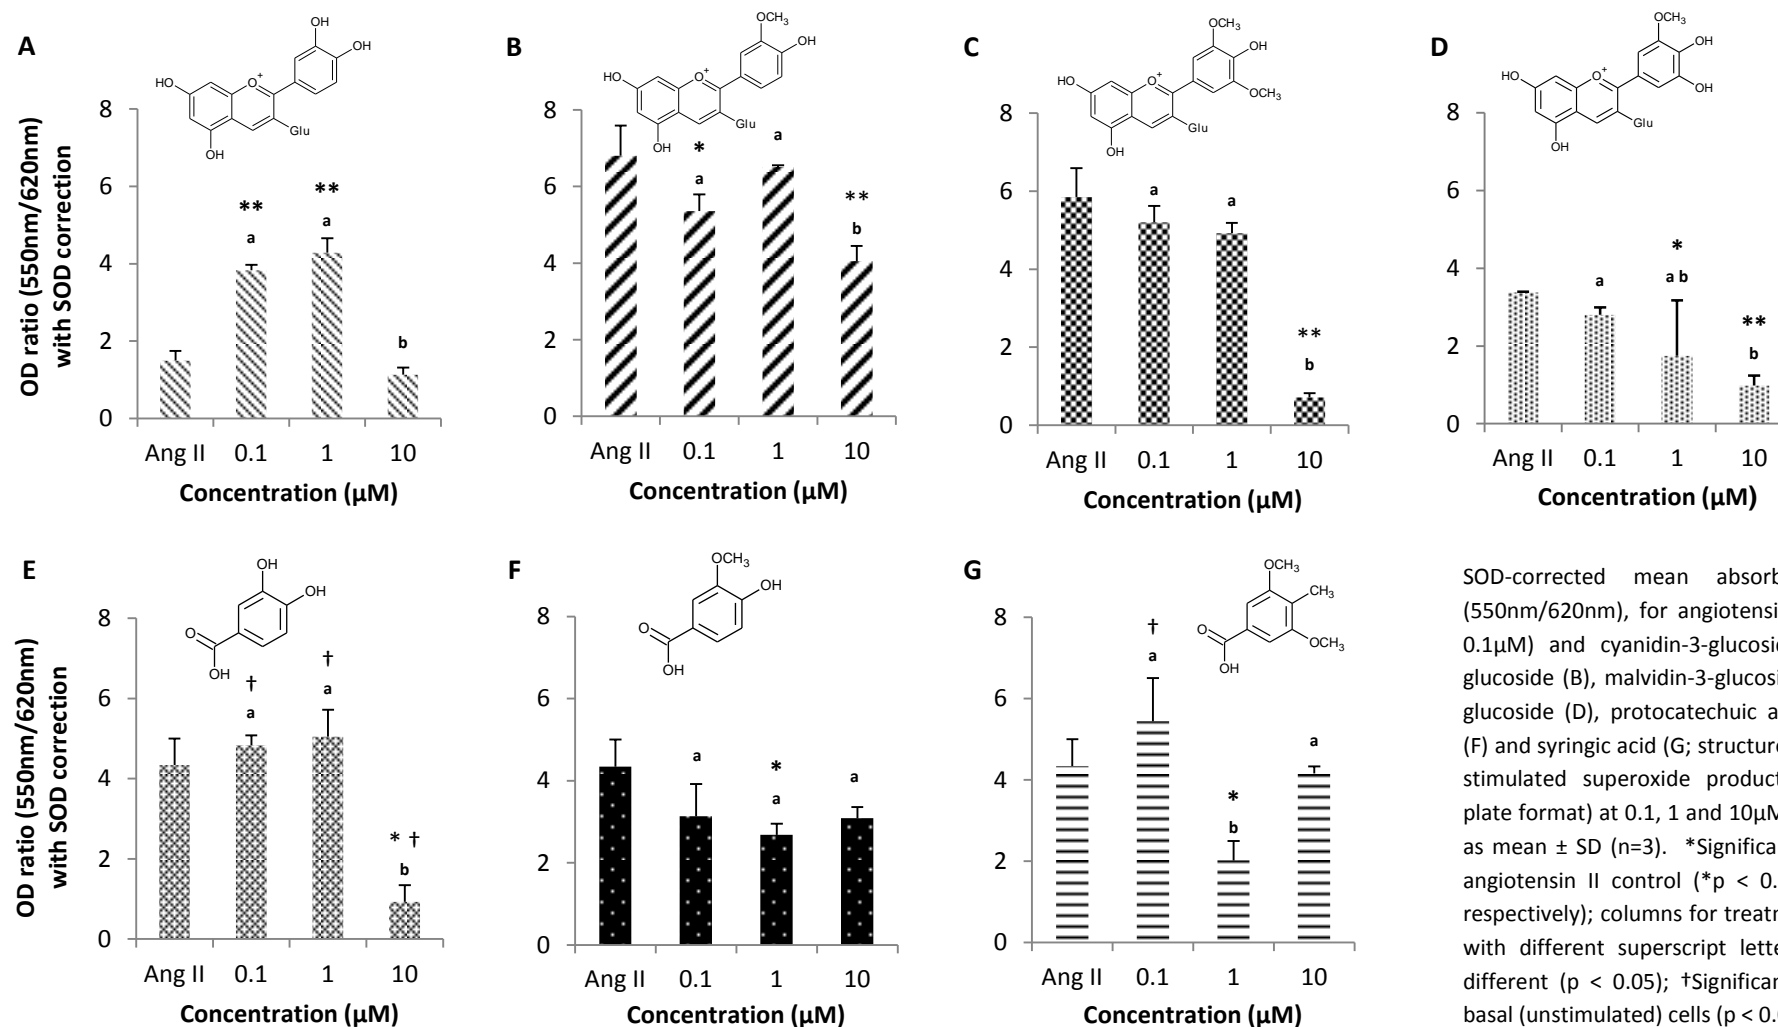 A
OH
OH
HO
O+
Glu
OH
OD ratio (550nm/620nm)
with SOD correction
8
6
4
2
0
**
a
**
a
b
Ang II 0.1 1 10
Concentration (µM)
B
OCH3
OH
HO
O+
Glu
OH
8
6
4
2
0
*
a
a
**
b
Ang II 0.1 1 10
Concentration (µM)
C
OCH3
OH
HO
O+
OCH3
Glu
OH
8
6
4
2
0
a
a
**
b
Ang II 0.1 1 10
Concentration (µM)
D
OCH3
OH
HO
O+
OH
Glu
OH
8
6
4
2
0
a
*
a b
**
b
Ang II 0.1 1 10
Concentration (µM)
E
OH
OH
O
OH
OD ratio (550nm/620nm)
with SOD correction
8
6
4
2
0
†
a
†
a
* †
b
Ang II 0.1 1 10
Concentration (µM)
F
OCH3
OH
O
OH
8
6
4
2
0
a
*
a
a
Ang II 0.1 1 10
Concentration (µM)
G
OCH3
CH3
O
OCH3
OH
8
6
4
2
0
†
a
*
b
a
Ang II 0.1 1 10
Concentration (µM)
SOD-corrected mean absorb
(550nm/620nm), for angiotensi
0.1µM) and cyanidin-3-glucosid
glucoside (B), malvidin-3-glucosi
glucoside (D), protocatechuic a
(F) and syringic acid (G; structure
stimulated superoxide product
plate format) at 0.1, 1 and 10µM
as mean ± SD (n=3). *Significa
angiotensin II control (*p < 0.
respectively); columns for treatm
with different superscript lette
different (p < 0.05); †Significan
basal (unstimulated) cells (p < 0.0